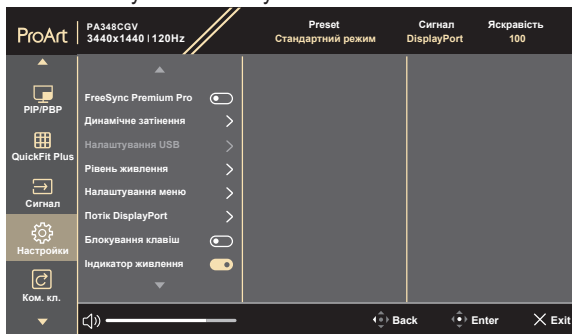 ProArt
PA348CGV
3440x1440 | 120Hz
Preset
Стандартний режим
Сигнал
DisplayPort
Яскравість
100
PIP/PBP
QuickFit Plus
Сигнал
Настройки
Ком. кл.
FreeSync Premium Pro
Динамічне затінення
Налаштування USB
Рівень живлення
Налаштування меню
Потік DisplayPort
Блокування клавіш
Індикатор живлення
Back
Enter
Exit